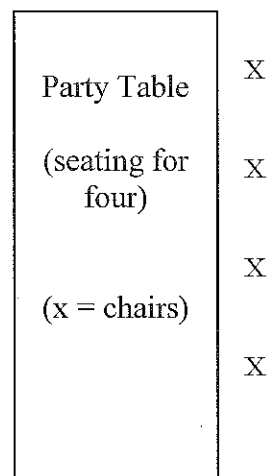 Party Table
X
(seating for
four)
X
X
(x = chairs)
X